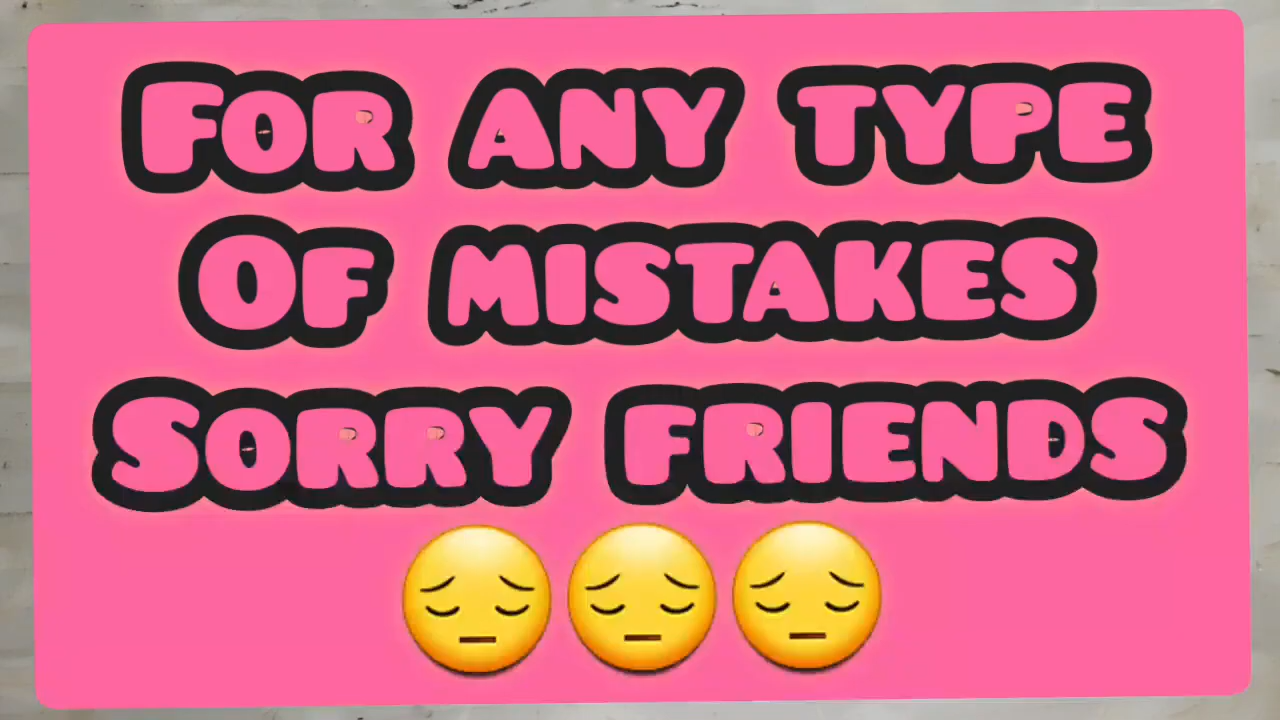 For any type
Of mistakes
Sorry friends
😔😔😔